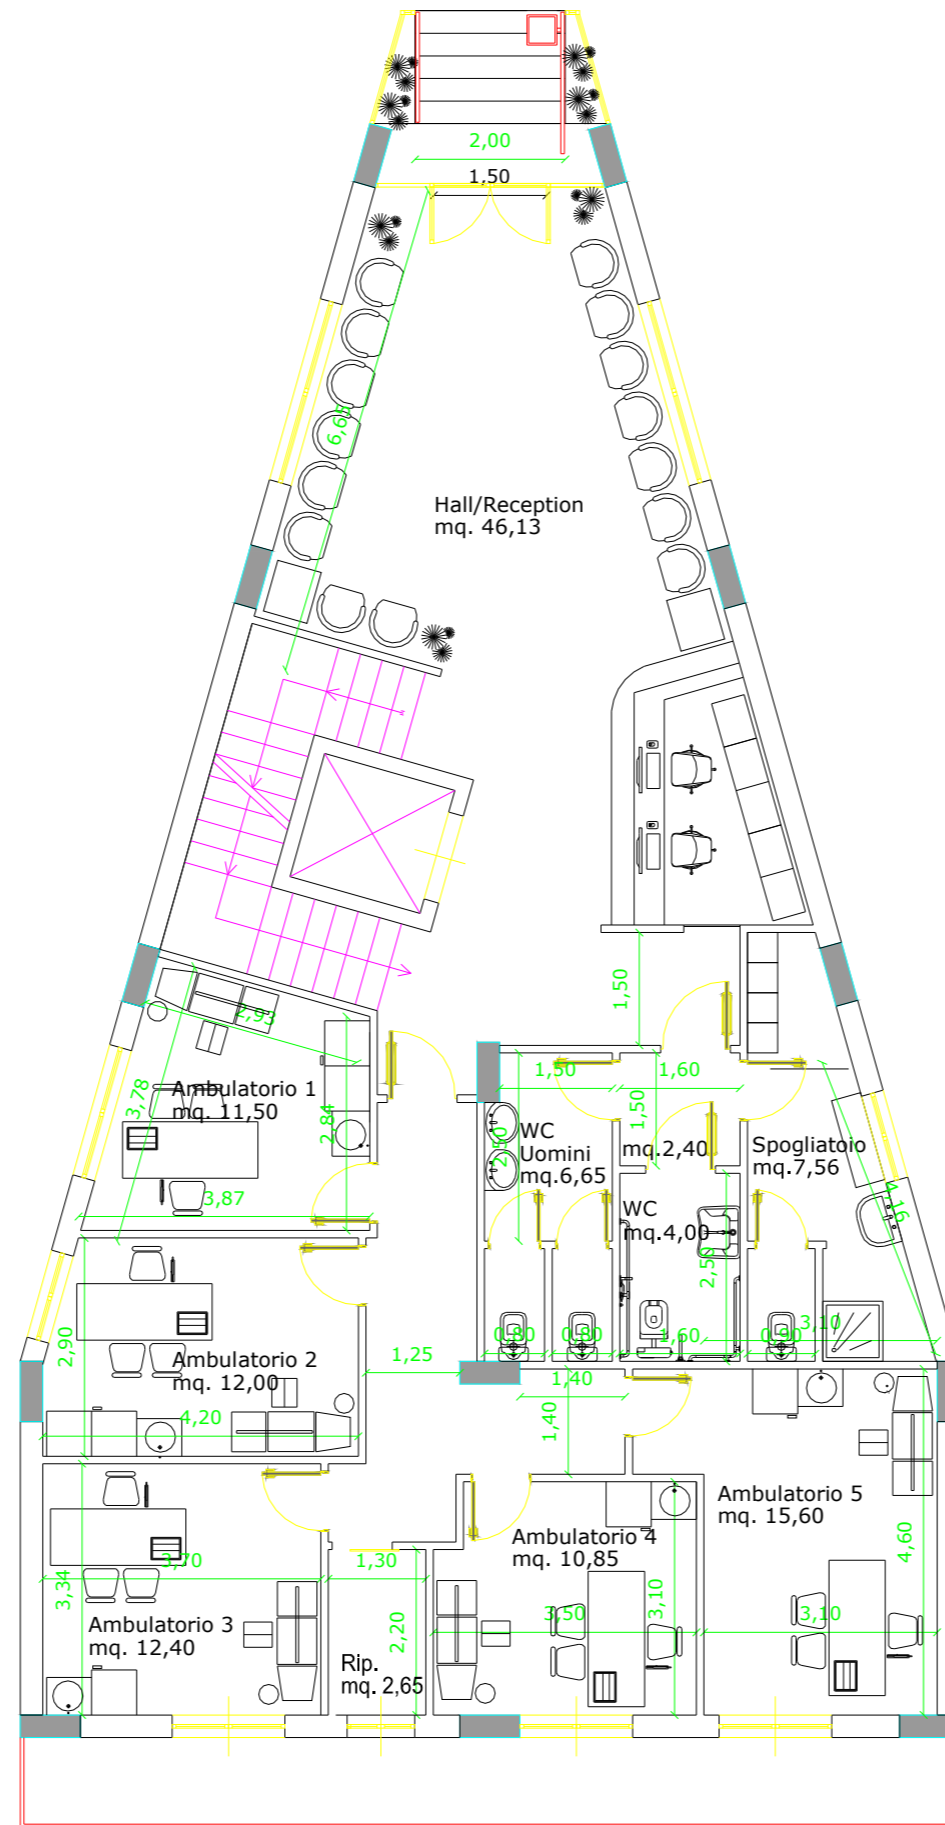 2,00
1,50
6,65
Hall/Reception
mq. 46,13
1,50
2,93
3,78
Ambulatorio 1
mq. 11,50
2,84
3,87
1,50
1,60
1,50
2,50
WC
Uomini
mq.6,65
mq.2,40
Spogliatoio
mq.7,56
4,16
WC
mq.4,00
2,50
0,80
0,80
1,60
0,90
3,10
2,90
Ambulatorio 2
mq. 12,00
4,20
1,25
1,40
1,40
Ambulatorio 5
mq. 15,60
4,60
3,10
Ambulatorio 4
mq. 10,85
3,10
3,50
3,70
3,34
Ambulatorio 3
mq. 12,40
1,30
2,20
Rip.
mq. 2,65